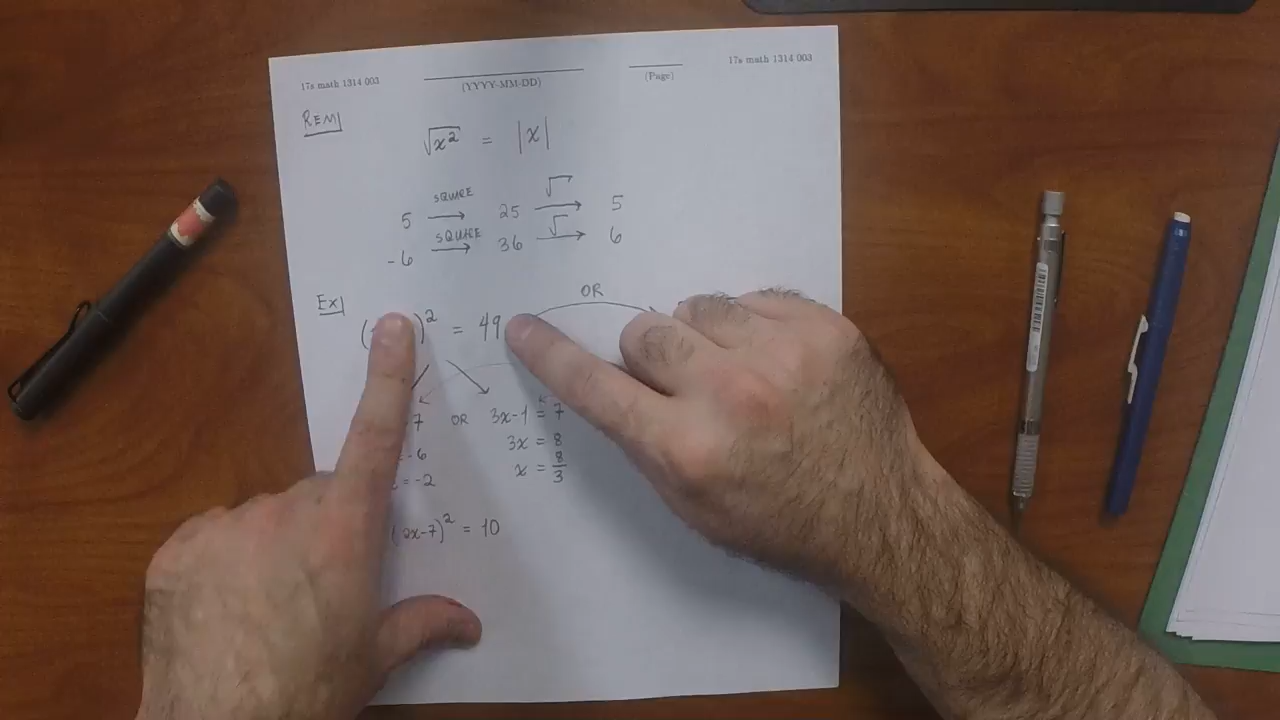 17s math 1314 003 (YYYY-MM-DD) (Page) 17s math 1314 003
REM
√x² = |x|
5 SQUARE → 25 √ → 5
-6 SQUARE → 36 √ → 6
OR
Ex
( )² = 49
7 OR 3x-1 = 7
= -6 3x = 8
= -2 x = 8/3
(2x-7)² = 10